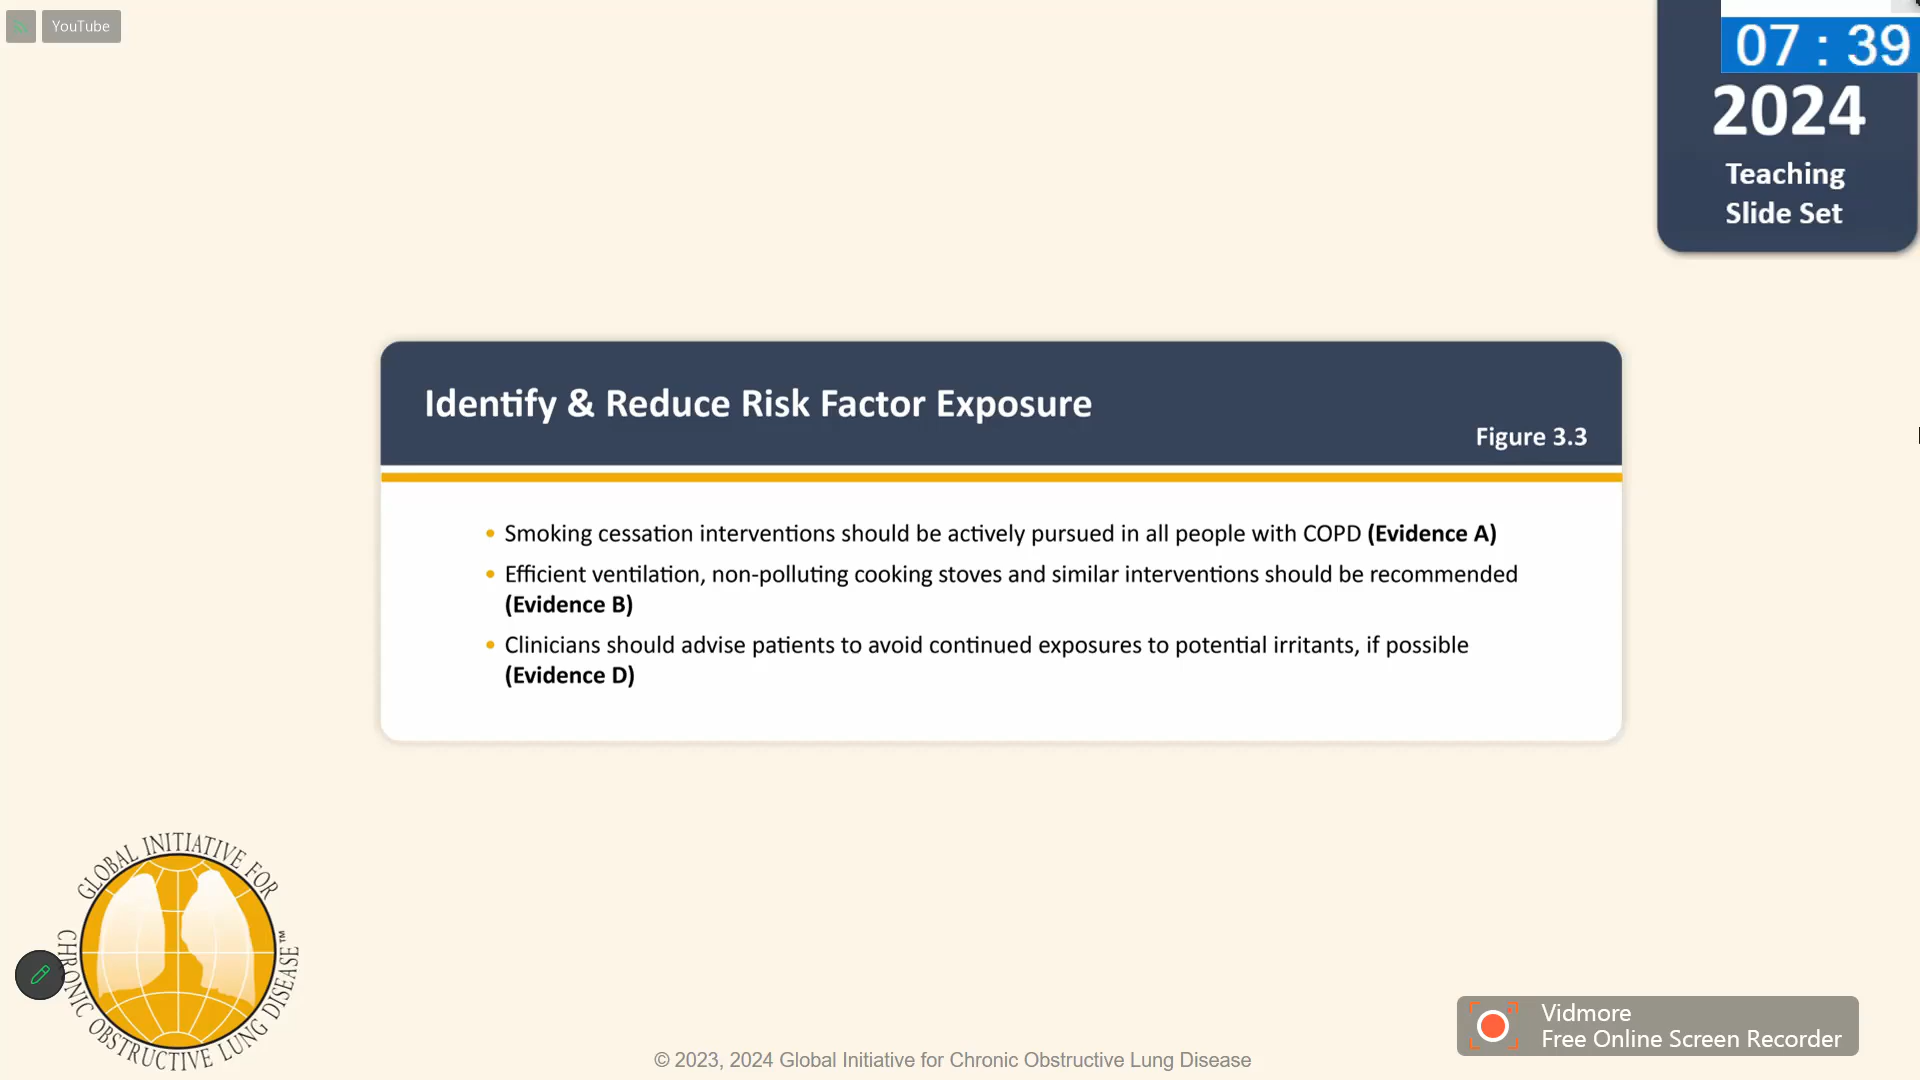 YouTube
07 : 39
2024
Teaching
Slide Set
Identify & Reduce Risk Factor Exposure
Figure 3.3
• Smoking cessation interventions should be actively pursued in all people with COPD (Evidence A)
• Efficient ventilation, non-polluting cooking stoves and similar interventions should be recommended
(Evidence B)
• Clinicians should advise patients to avoid continued exposures to potential irritants, if possible
(Evidence D)
GLOBAL INITIATIVE FOR
CHRONIC OBSTRUCTIVE LUNG DISEASE™
Vidmore
Free Online Screen Recorder
© 2023, 2024 Global Initiative for Chronic Obstructive Lung Disease